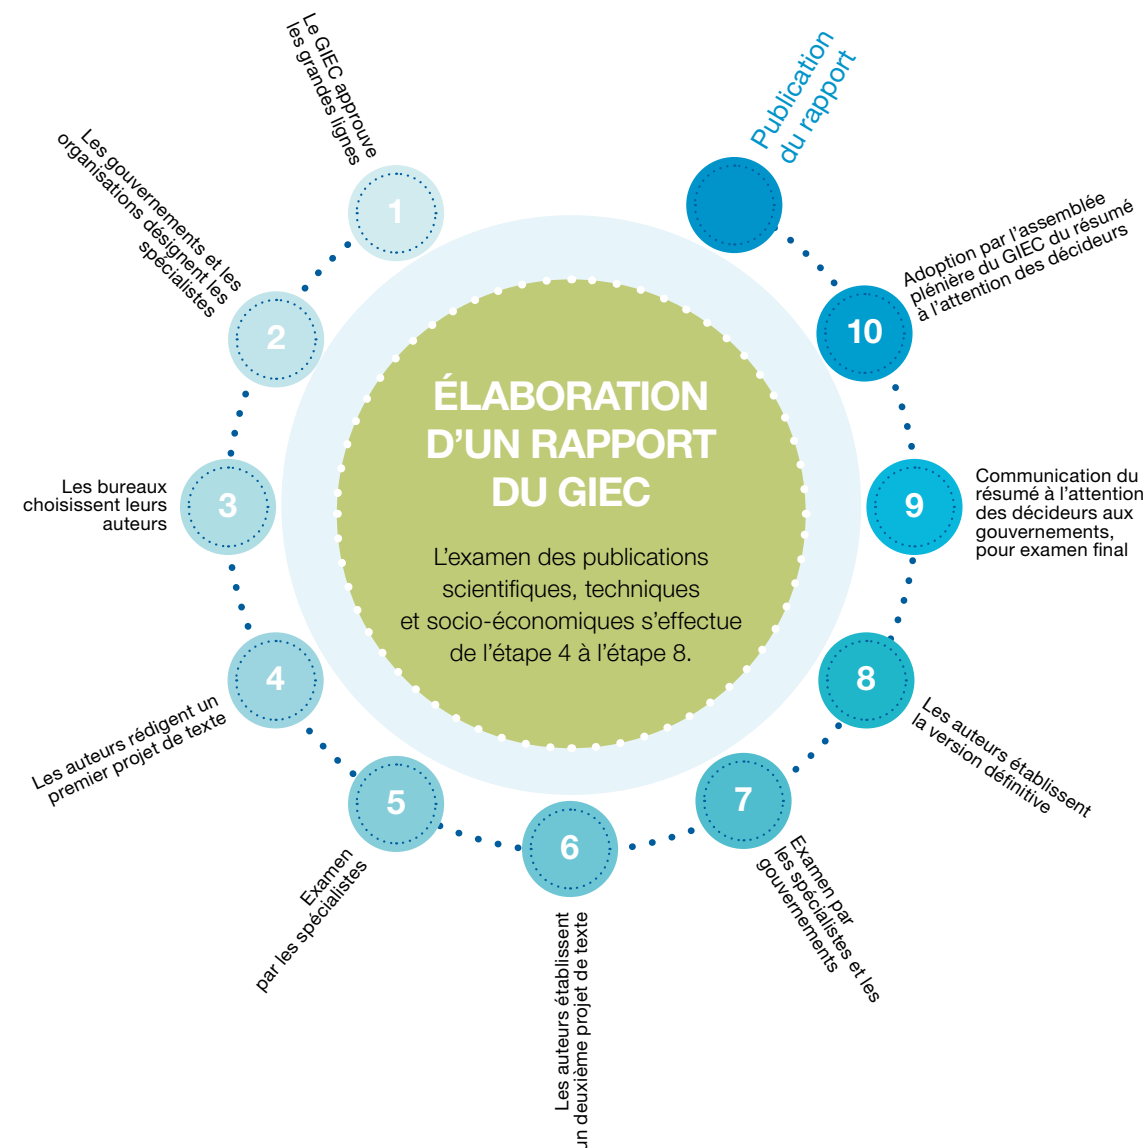 ÉLABORATION
D'UN RAPPORT
DU GIEC
L'examen des publications
scientifiques, techniques
et socio-économiques s'effectue
de l'étape 4 à l'étape 8.
1
Le GIEC approuve
les grandes lignes
2
Les gouvernements et les
organisations désignent les
spécialistes
3
Les bureaux
choisissent leurs
auteurs
4
Les auteurs rédigent un
premier projet de texte
5
Examen
par les spécialistes
6
Les auteurs établissent
un deuxième projet de texte
7
Examen par
les spécialistes et les
gouvernements
8
Les auteurs établissent
la version définitive
9
Communication du
résumé à l'attention
des décideurs aux
gouvernements,
pour examen final
10
Adoption par l'assemblée
plénière du GIEC du résumé
à l'attention des décideurs
Publication
du rapport